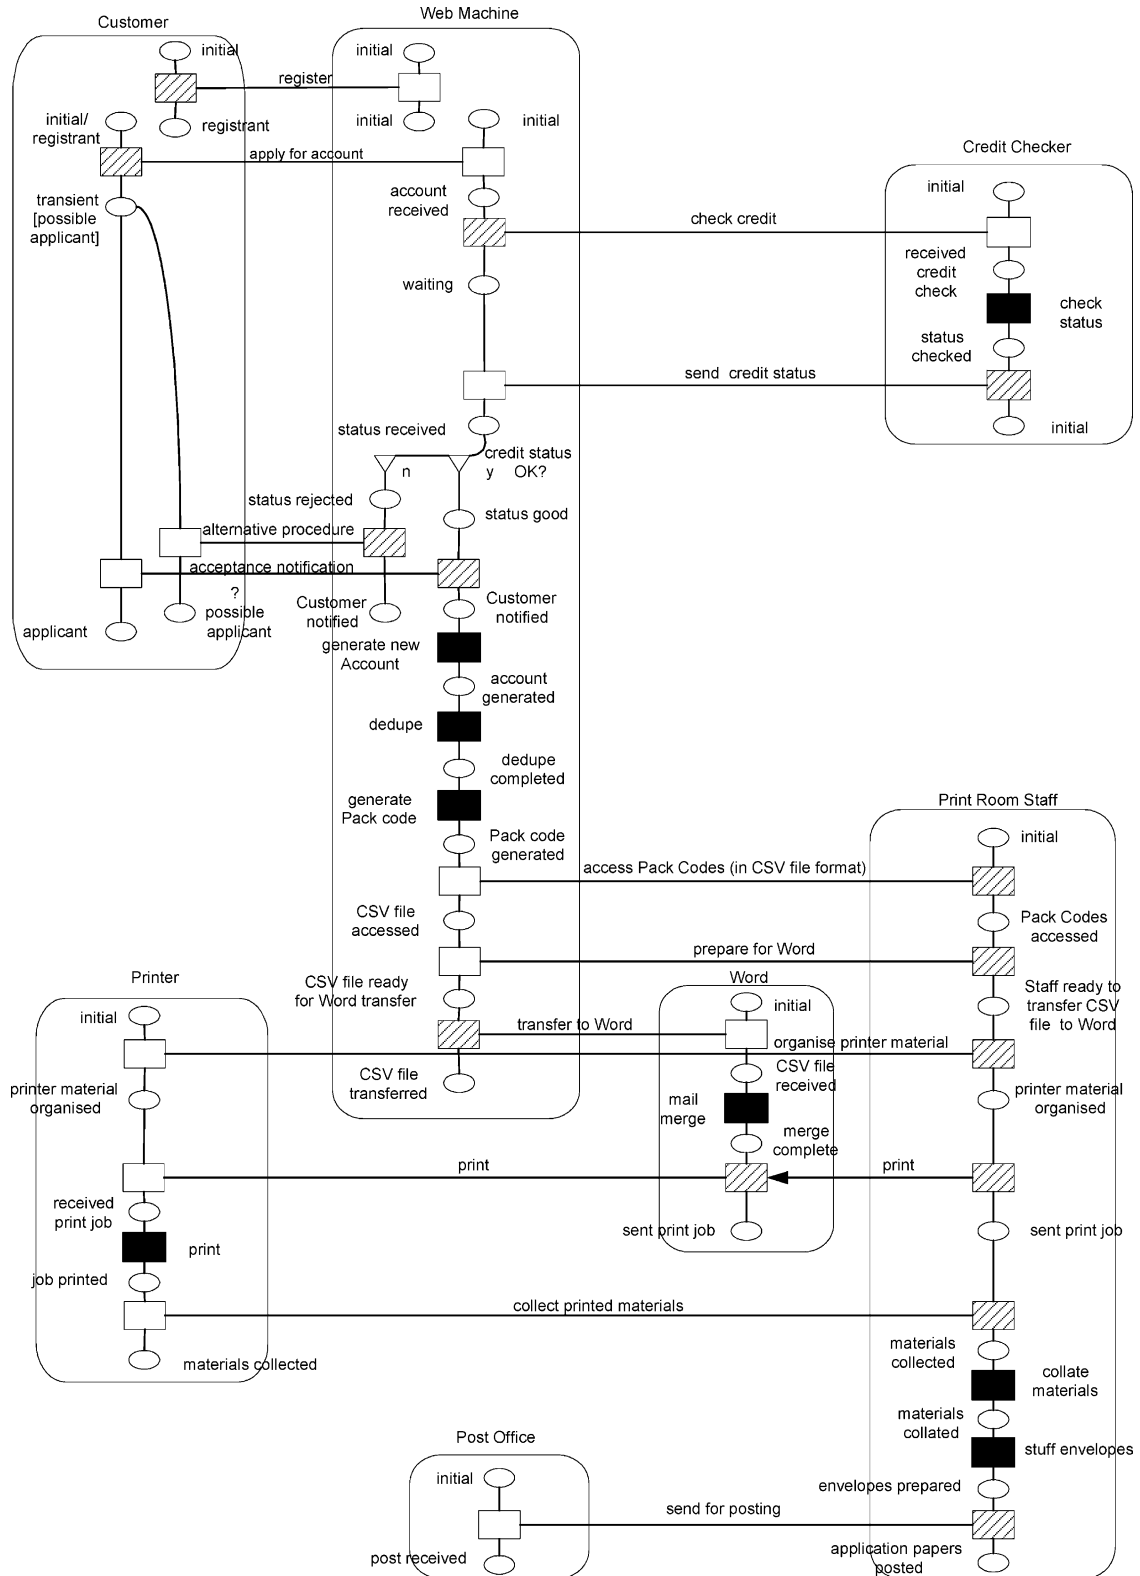 Customer
Web Machine
initial
initial
register
registrant
initial
initial/
registrant
initial
apply for account
Credit Checker
transient
[possible
applicant]
account
received
initial
check credit
received
credit
check
waiting
check
status
status
checked
send credit status
status received
initial
credit status
OK?
n
y
status rejected
status good
alternative procedure
acceptance notification
?
possible
applicant
applicant
Customer
notified
Customer
notified
generate new
Account
account
generated
dedupe
dedupe
completed
generate
Pack code
Print Room Staff
Pack code
generated
initial
access Pack Codes (in CSV file format)
CSV file
accessed
Pack Codes
accessed
prepare for Word
Printer
Word
CSV file ready
for Word transfer
initial
Staff ready to
transfer CSV
file to Word
initial
transfer to Word
organise printer material
CSV file
transferred
CSV file
received
printer material
organised
mail
merge
printer material
organised
merge
complete
print
print
received
print job
sent print job
sent print job
print
job printed
collect printed materials
materials collected
materials
collected
collate
materials
materials
collated
Post Office
stuff envelopes
initial
envelopes prepared
send for posting
post received
application papers
posted